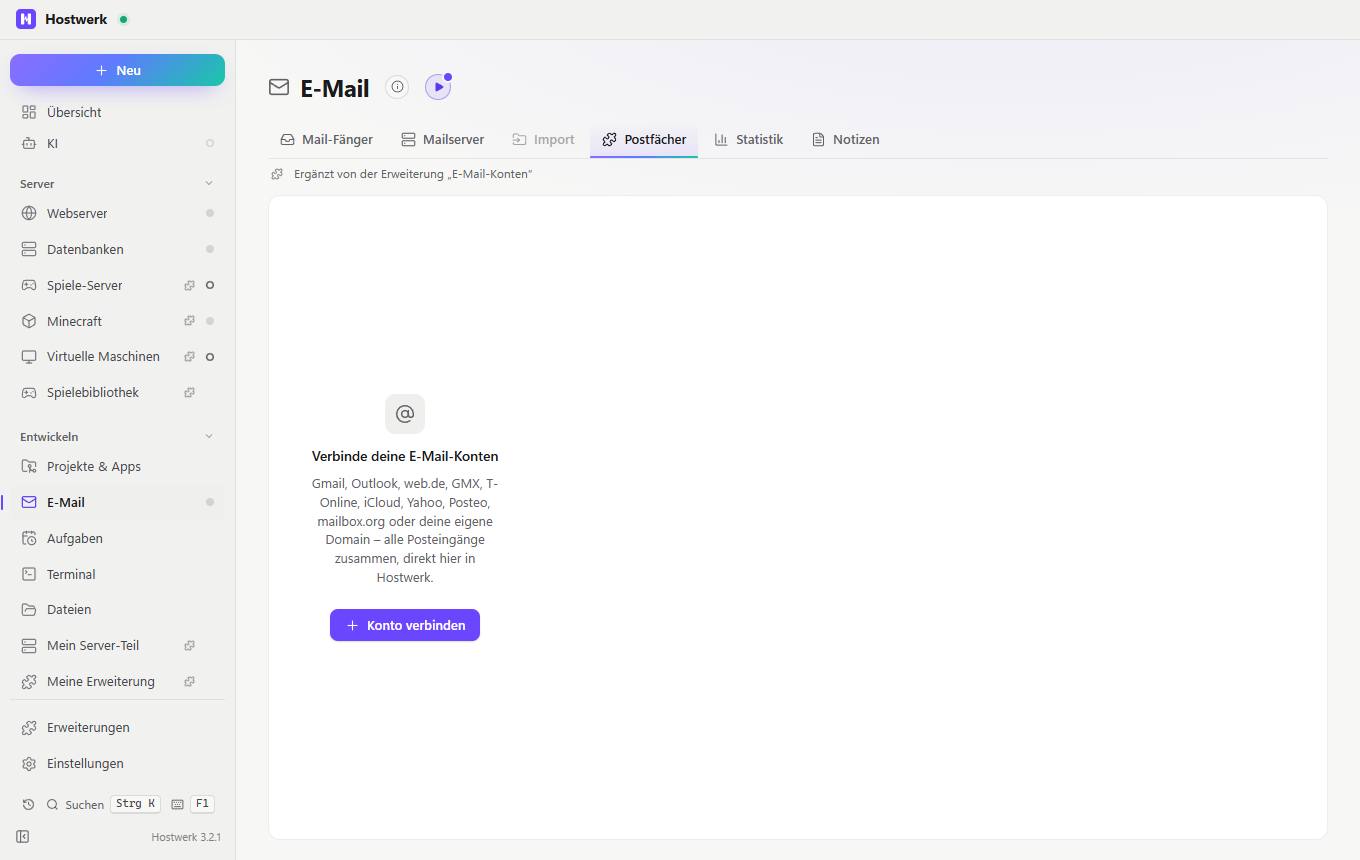 Hostwerk
Neu
Übersicht
KI
Server
Webserver
Datenbanken
Spiele-Server
Minecraft
Virtuelle Maschinen
Spielebibliothek
Entwickeln
Projekte & Apps
E-Mail
Aufgaben
Terminal
Dateien
Mein Server-Teil
Meine Erweiterung
Erweiterungen
Einstellungen
Suchen Strg K F1
Hostwerk 3.2.1
E-Mail
Mail-Fänger Mailserver Import Postfächer Statistik Notizen
Ergänzt von der Erweiterung „E-Mail-Konten“
@
Verbinde deine E-Mail-Konten
Gmail, Outlook, web.de, GMX, T-
Online, iCloud, Yahoo, Posteo,
mailbox.org oder deine eigene
Domain – alle Posteingänge
zusammen, direkt hier in
Hostwerk.
Konto verbinden